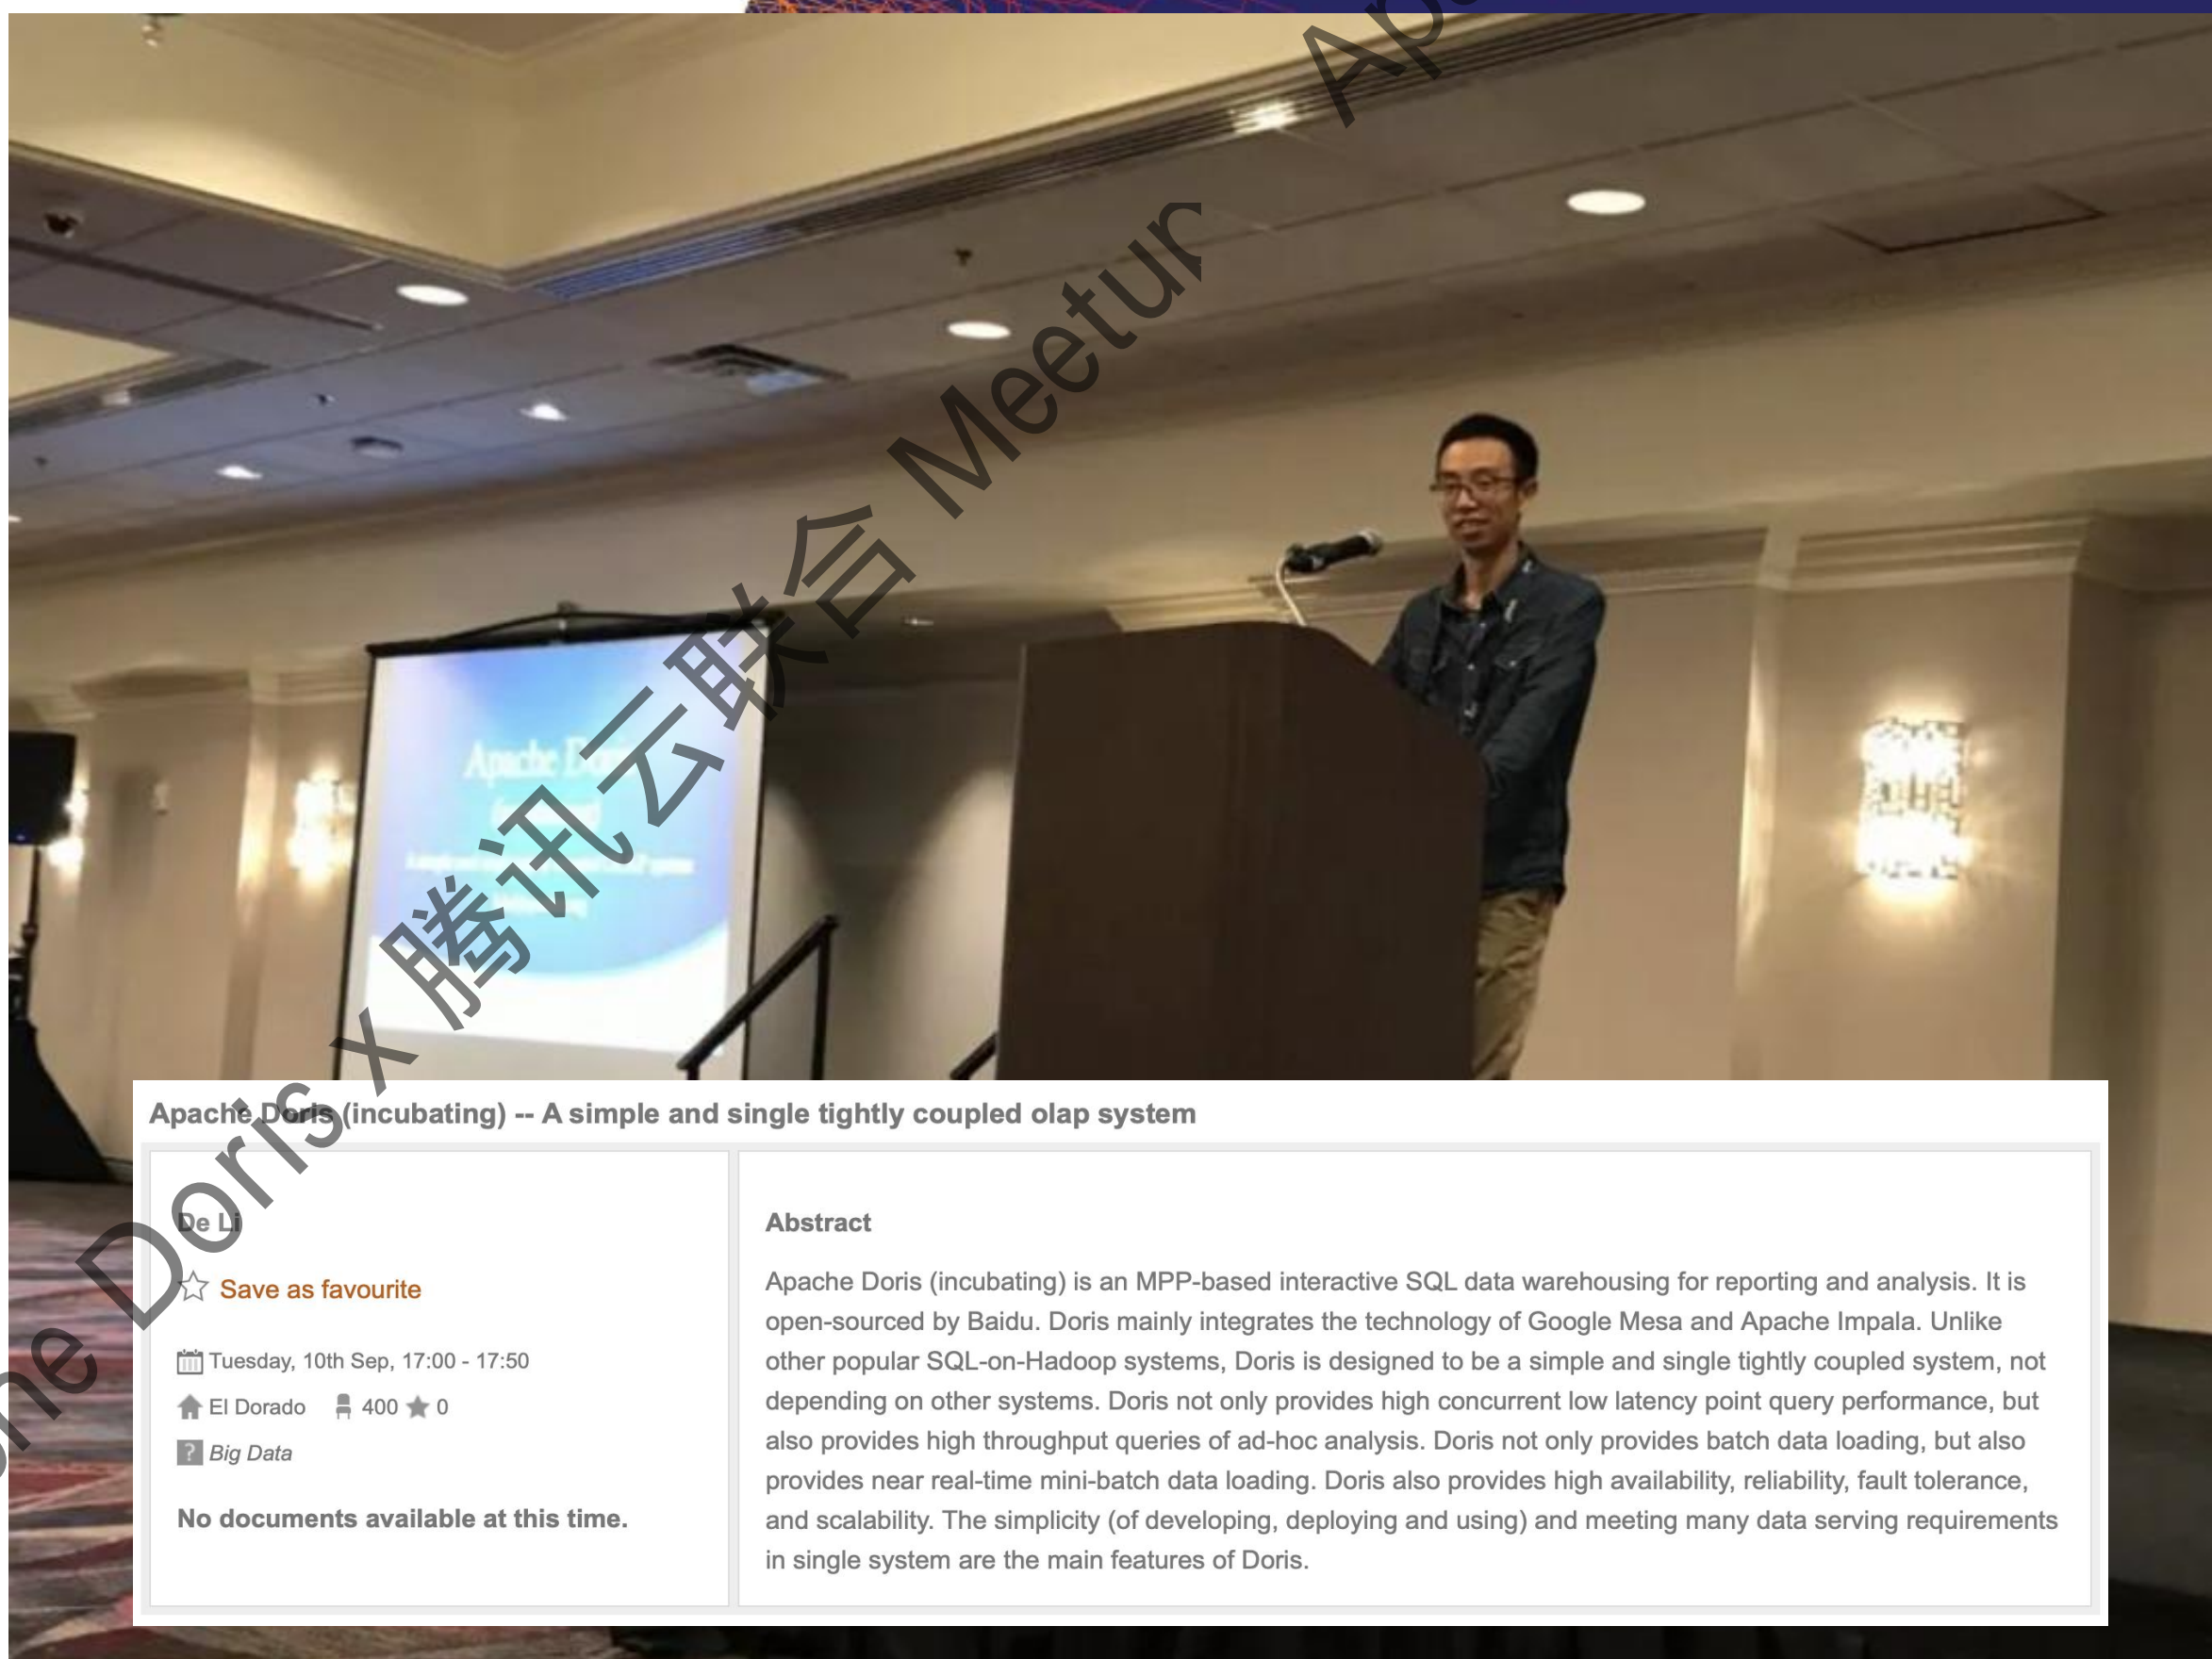 Apache Doris
Apache Doris x 腾讯云联合 Meetup
Apache Doris (incubating) -- A simple and single tightly coupled olap system
De Li
Save as favourite
Tuesday, 10th Sep, 17:00 - 17:50
El Dorado 400 0
Big Data
No documents available at this time.
Abstract
Apache Doris (incubating) is an MPP-based interactive SQL data warehousing for reporting and analysis. It is
open-sourced by Baidu. Doris mainly integrates the technology of Google Mesa and Apache Impala. Unlike
other popular SQL-on-Hadoop systems, Doris is designed to be a simple and single tightly coupled system, not
depending on other systems. Doris not only provides high concurrent low latency point query performance, but
also provides high throughput queries of ad-hoc analysis. Doris not only provides batch data loading, but also
provides near real-time mini-batch data loading. Doris also provides high availability, reliability, fault tolerance,
and scalability. The simplicity (of developing, deploying and using) and meeting many data serving requirements
in single system are the main features of Doris.